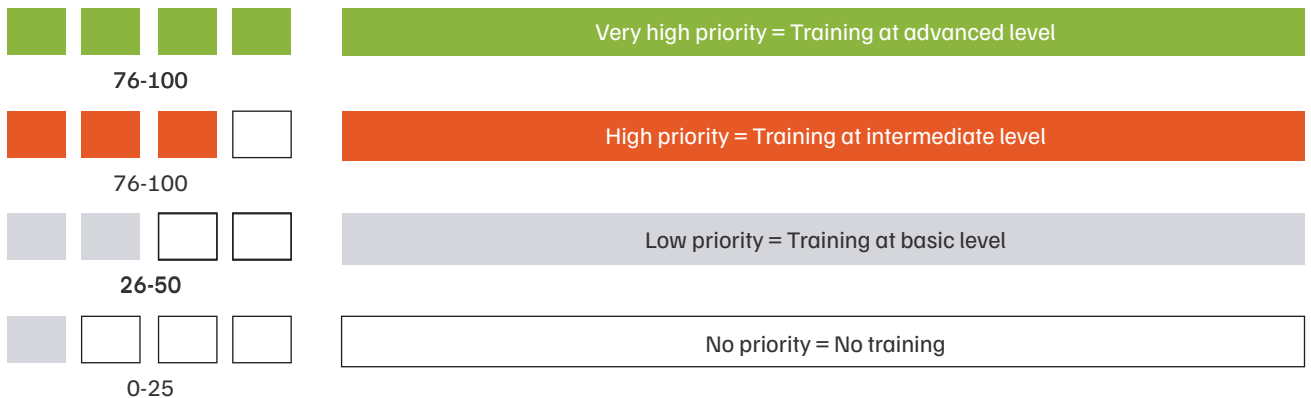 Very high priority = Training at advanced level
76-100
High priority = Training at intermediate level
76-100
Low priority = Training at basic level
26-50
No priority = No training
0-25